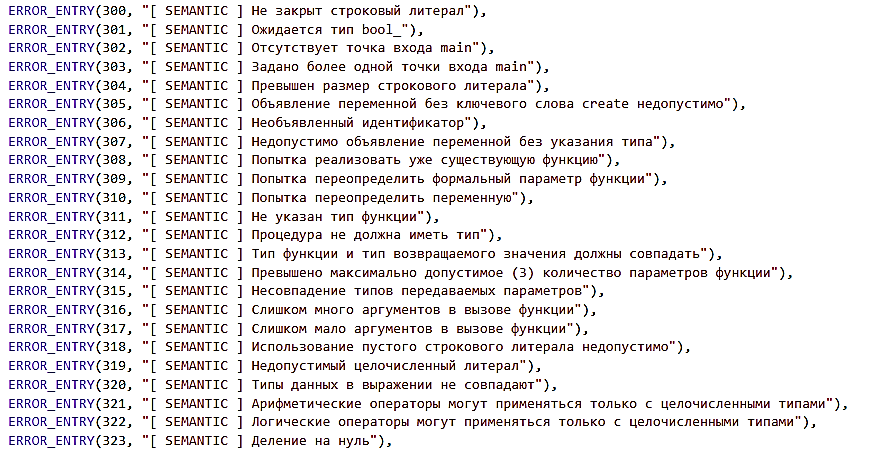 ERROR_ENTRY(300, "[ SEMANTIC ] Не закрыт строковый литерал"),
ERROR_ENTRY(301, "[ SEMANTIC ] Ожидается тип bool_"),
ERROR_ENTRY(302, "[ SEMANTIC ] Отсутствует точка входа main"),
ERROR_ENTRY(303, "[ SEMANTIC ] Задано более одной точки входа main"),
ERROR_ENTRY(304, "[ SEMANTIC ] Превышен размер строкового литерала"),
ERROR_ENTRY(305, "[ SEMANTIC ] Объявление переменной без ключевого слова create недопустимо"),
ERROR_ENTRY(306, "[ SEMANTIC ] Необъявленный идентификатор"),
ERROR_ENTRY(307, "[ SEMANTIC ] Недопустимо объявление переменной без указания типа"),
ERROR_ENTRY(308, "[ SEMANTIC ] Попытка реализовать уже существующую функцию"),
ERROR_ENTRY(309, "[ SEMANTIC ] Попытка переопределить формальный параметр функции"),
ERROR_ENTRY(310, "[ SEMANTIC ] Попытка переопределить переменную"),
ERROR_ENTRY(311, "[ SEMANTIC ] Не указан тип функции"),
ERROR_ENTRY(312, "[ SEMANTIC ] Процедура не должна иметь тип"),
ERROR_ENTRY(313, "[ SEMANTIC ] Тип функции и тип возвращаемого значения должны совпадать"),
ERROR_ENTRY(314, "[ SEMANTIC ] Превышено максимально допустимое (3) количество параметров функции"),
ERROR_ENTRY(315, "[ SEMANTIC ] Несовпадение типов передаваемых параметров"),
ERROR_ENTRY(316, "[ SEMANTIC ] Слишком много аргументов в вызове функции"),
ERROR_ENTRY(317, "[ SEMANTIC ] Слишком мало аргументов в вызове функции"),
ERROR_ENTRY(318, "[ SEMANTIC ] Использование пустого строкового литерала недопустимо"),
ERROR_ENTRY(319, "[ SEMANTIC ] Недопустимый целочисленный литерал"),
ERROR_ENTRY(320, "[ SEMANTIC ] Типы данных в выражении не совпадают"),
ERROR_ENTRY(321, "[ SEMANTIC ] Арифметические операторы могут применяться только с целочисленными типами"),
ERROR_ENTRY(322, "[ SEMANTIC ] Логические операторы могут применяться только с целочисленными типами"),
ERROR_ENTRY(323, "[ SEMANTIC ] Деление на нуль"),